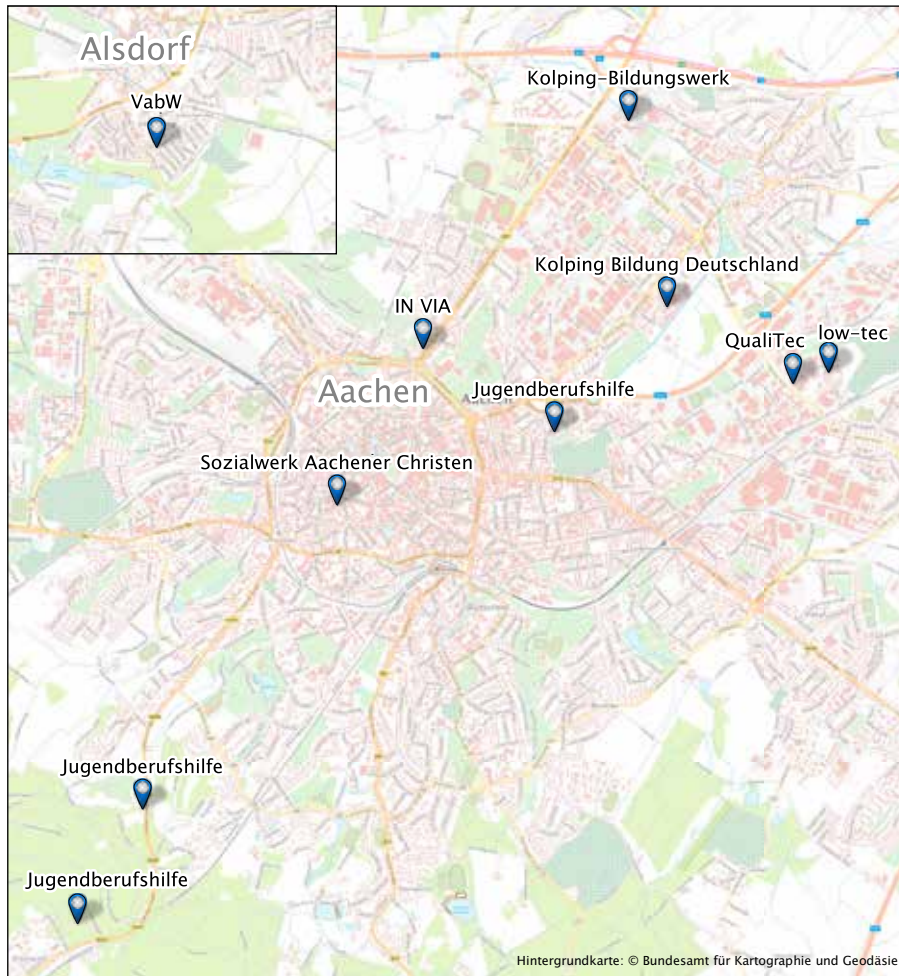 Alsdorf
VabW
Kolping-Bildungswerk
Kolping Bildung Deutschland
IN VIA
QualiTec
low-tec
Aachen
Jugendberufshilfe
Sozialwerk Aachener Christen
Jugendberufshilfe
Jugendberufshilfe
Hintergrundkarte: © Bundesamt für Kartographie und Geodäsie